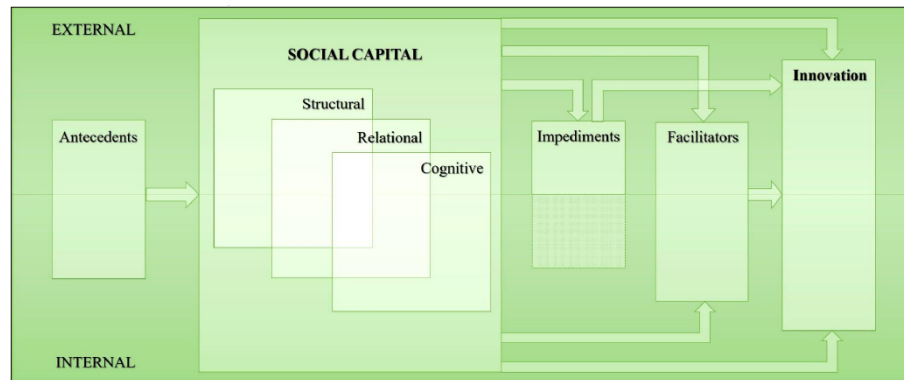 EXTERNAL
SOCIAL CAPITAL
Innovation
Structural
Antecedents
Relational
Impediments
Facilitators
Cognitive
INTERNAL